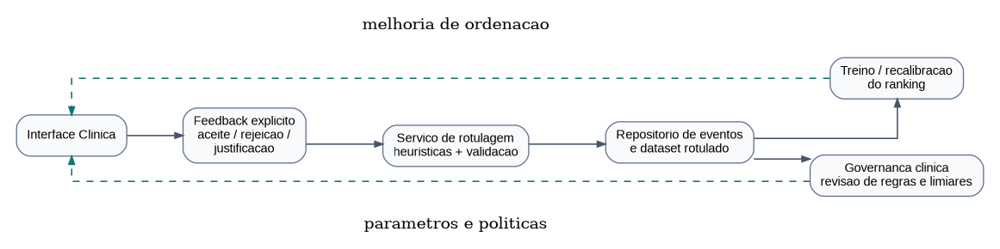 melhoria de ordenacao
Treino / recalibracao
do ranking
Interface Clinica
Feedback explicito
aceite / rejeicao /
justificacao
Servico de rotulagem
heuristicas + validacao
Repositorio de eventos
e dataset rotulado
Governanca clinica
revisao de regras e limiares
parametros e politicas